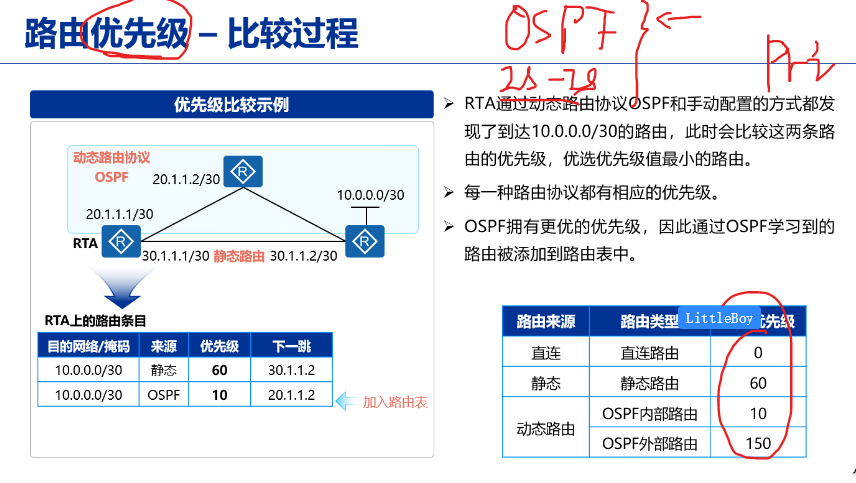 路由优先级 – 比较过程
OSPF
Pri
优先级比较示例
动态路由协议
OSPF
20.1.1.2/30
10.0.0.0/30
20.1.1.1/30
RTA
30.1.1.1/30 静态路由 30.1.1.2/30
RTA上的路由条目
目的网络/掩码 来源 优先级 下一跳
10.0.0.0/30 静态 60 30.1.1.2
10.0.0.0/30 OSPF 10 20.1.1.2
加入路由表
➢ RTA通过动态路由协议OSPF和手动配置的方式都发
现了到达10.0.0.0/30的路由，此时会比较这两条路
由的优先级，优选优先级值最小的路由。
➢ 每一种路由协议都有相应的优先级。
➢ OSPF拥有更优的优先级，因此通过OSPF学习到的
路由被添加到路由表中。
路由来源 路由类型 优先级
LittleBoy
直连 直连路由 0
静态 静态路由 60
动态路由 OSPF内部路由 10
OSPF外部路由 150